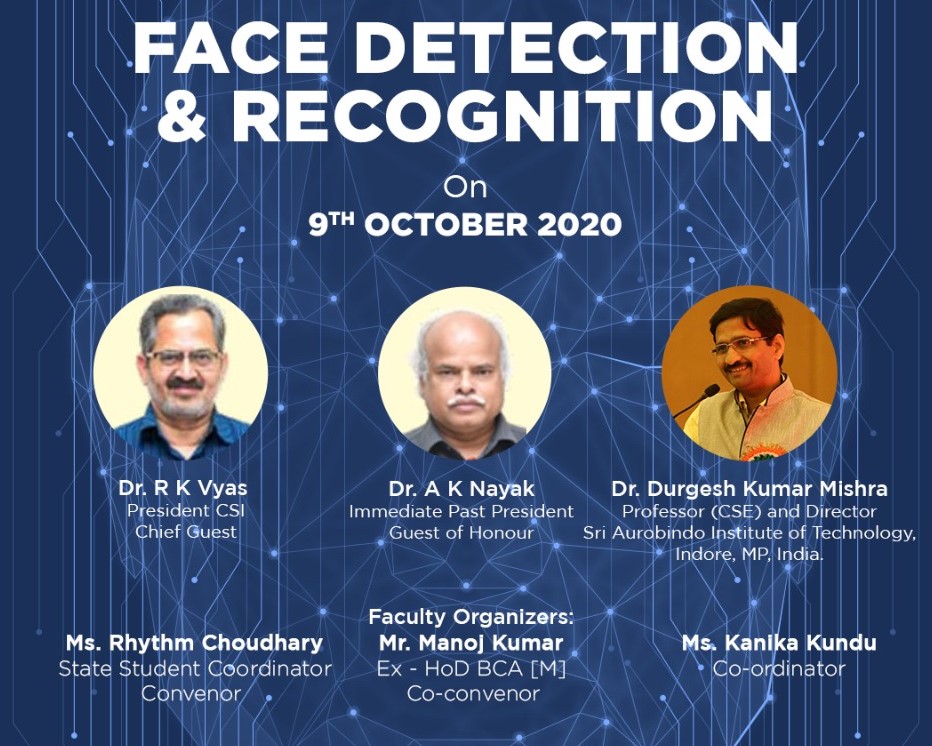 FACE DETECTION
& RECOGNITION
On
9TH OCTOBER 2020
Dr. R K Vyas
President CSI
Chief Guest
Dr. A K Nayak
Immediate Past President
Guest of Honour
Dr. Durgesh Kumar Mishra
Professor (CSE) and Director
Sri Aurobindo Institute of Technology,
Indore, MP, India.
Faculty Organizers:
Ms. Rhythm Choudhary
State Student Coordinator
Convenor
Mr. Manoj Kumar
Ex - HoD BCA [M]
Co-convenor
Ms. Kanika Kundu
Co-ordinator